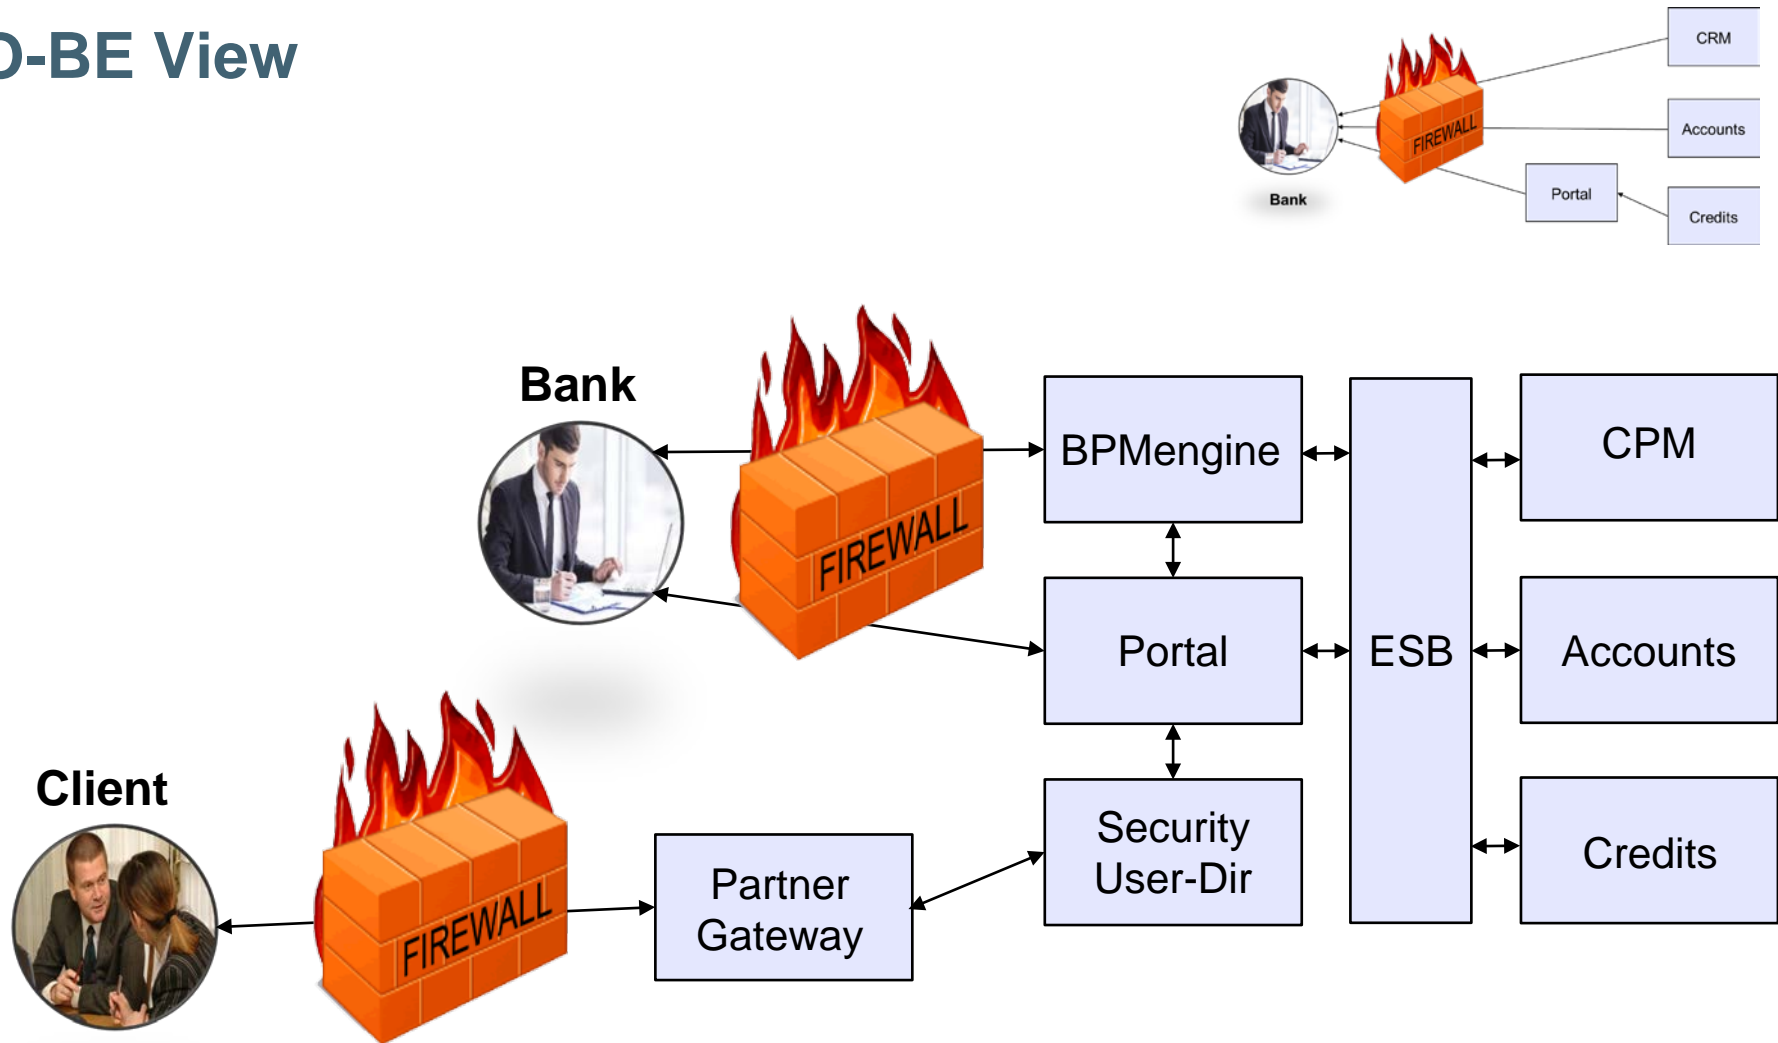 O-BE View
CRM
Accounts
Portal
Credits
FIREWALL
Bank
Bank
FIREWALL
BPMengine
Portal
ESB
CPM
Accounts
Credits
Security
User-Dir
Client
FIREWALL
Partner
Gateway